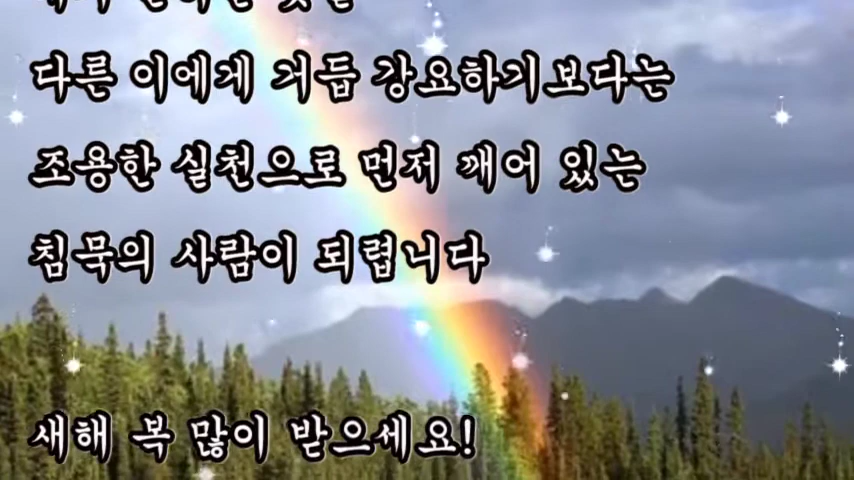 다른 이에게 거듭 강요하기보다는
조용한 실천으로 먼저 깨어 있는
침묵의 사람이 되렵니다
새해 복 많이 받으세요!